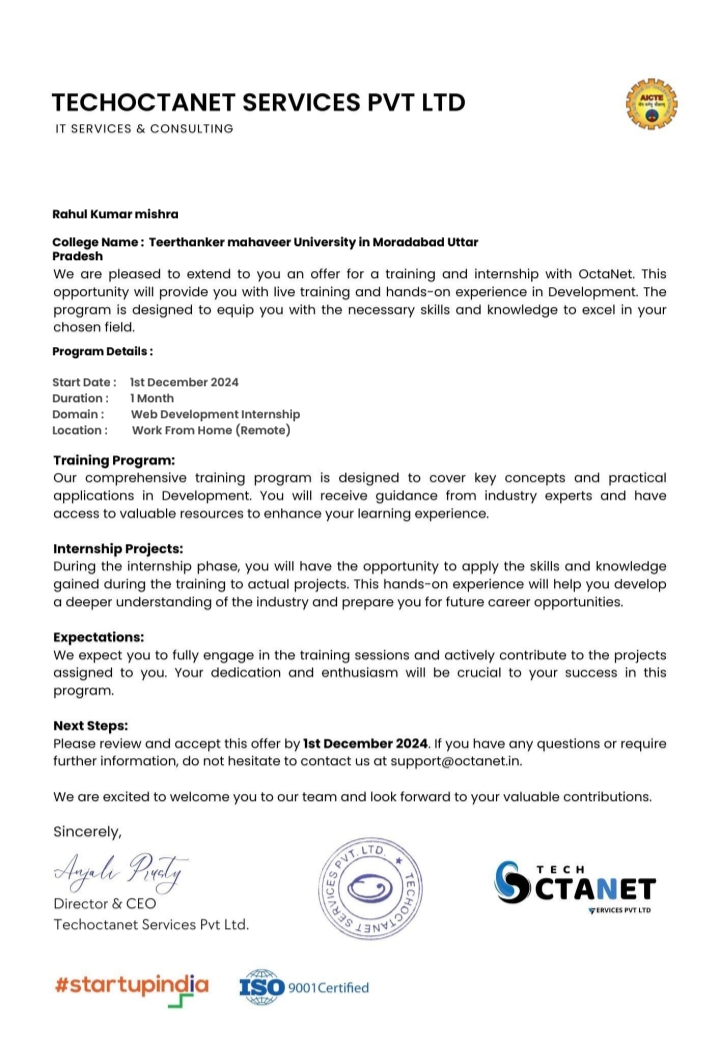 TECHOCTANET SERVICES PVT LTD
IT SERVICES & CONSULTING
AICTE
Rahul Kumar mishra
College Name : Teerthanker mahaveer University in Moradabad Uttar
Pradesh
We are pleased to extend to you an offer for a training and internship with OctaNet. This
opportunity will provide you with live training and hands-on experience in Development. The
program is designed to equip you with the necessary skills and knowledge to excel in your
chosen field.
Program Details :
Start Date : 1st December 2024
Duration : 1 Month
Domain : Web Development Internship
Location : Work From Home (Remote)
Training Program:
Our comprehensive training program is designed to cover key concepts and practical
applications in Development. You will receive guidance from industry experts and have
access to valuable resources to enhance your learning experience.
Internship Projects:
During the internship phase, you will have the opportunity to apply the skills and knowledge
gained during the training to actual projects. This hands-on experience will help you develop
a deeper understanding of the industry and prepare you for future career opportunities.
Expectations:
We expect you to fully engage in the training sessions and actively contribute to the projects
assigned to you. Your dedication and enthusiasm will be crucial to your success in this
program.
Next Steps:
Please review and accept this offer by 1st December 2024. If you have any questions or require
further information, do not hesitate to contact us at support@octanet.in.
We are excited to welcome you to our team and look forward to your valuable contributions.
Sincerely,
Anjali Prusty
Director & CEO
Techoctanet Services Pvt Ltd.
TECHOCTANET SERVICES PVT. LTD.
TECH
OCTANET
SERVICES PVT LTD
#startupindia
ISO 9001Certified